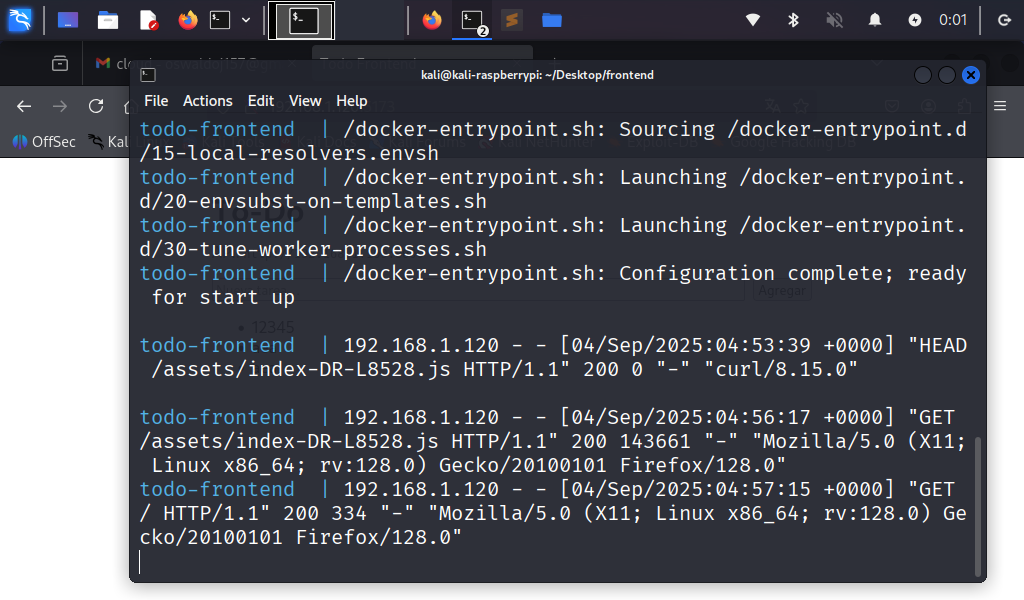 0:01
kali@kali-raspberrypi: ~/Desktop/frontend
File Actions Edit View Help
OffSec Kal
todo-frontend | /docker-entrypoint.sh: Sourcing /docker-entrypoint.d
/15-local-resolvers.envsh
todo-frontend | /docker-entrypoint.sh: Launching /docker-entrypoint.
d/20-envsubst-on-templates.sh
todo-frontend | /docker-entrypoint.sh: Launching /docker-entrypoint.
d/30-tune-worker-processes.sh
todo-frontend | /docker-entrypoint.sh: Configuration complete; ready
for start up
Agregar
12345
todo-frontend | 192.168.1.120 - - [04/Sep/2025:04:53:39 +0000] "HEAD
/assets/index-DR-L8528.js HTTP/1.1" 200 0 "-" "curl/8.15.0"
todo-frontend | 192.168.1.120 - - [04/Sep/2025:04:56:17 +0000] "GET
/assets/index-DR-L8528.js HTTP/1.1" 200 143661 "-" "Mozilla/5.0 (X11;
Linux x86_64; rv:128.0) Gecko/20100101 Firefox/128.0"
todo-frontend | 192.168.1.120 - - [04/Sep/2025:04:57:15 +0000] "GET
/ HTTP/1.1" 200 334 "-" "Mozilla/5.0 (X11; Linux x86_64; rv:128.0) Ge
cko/20100101 Firefox/128.0"